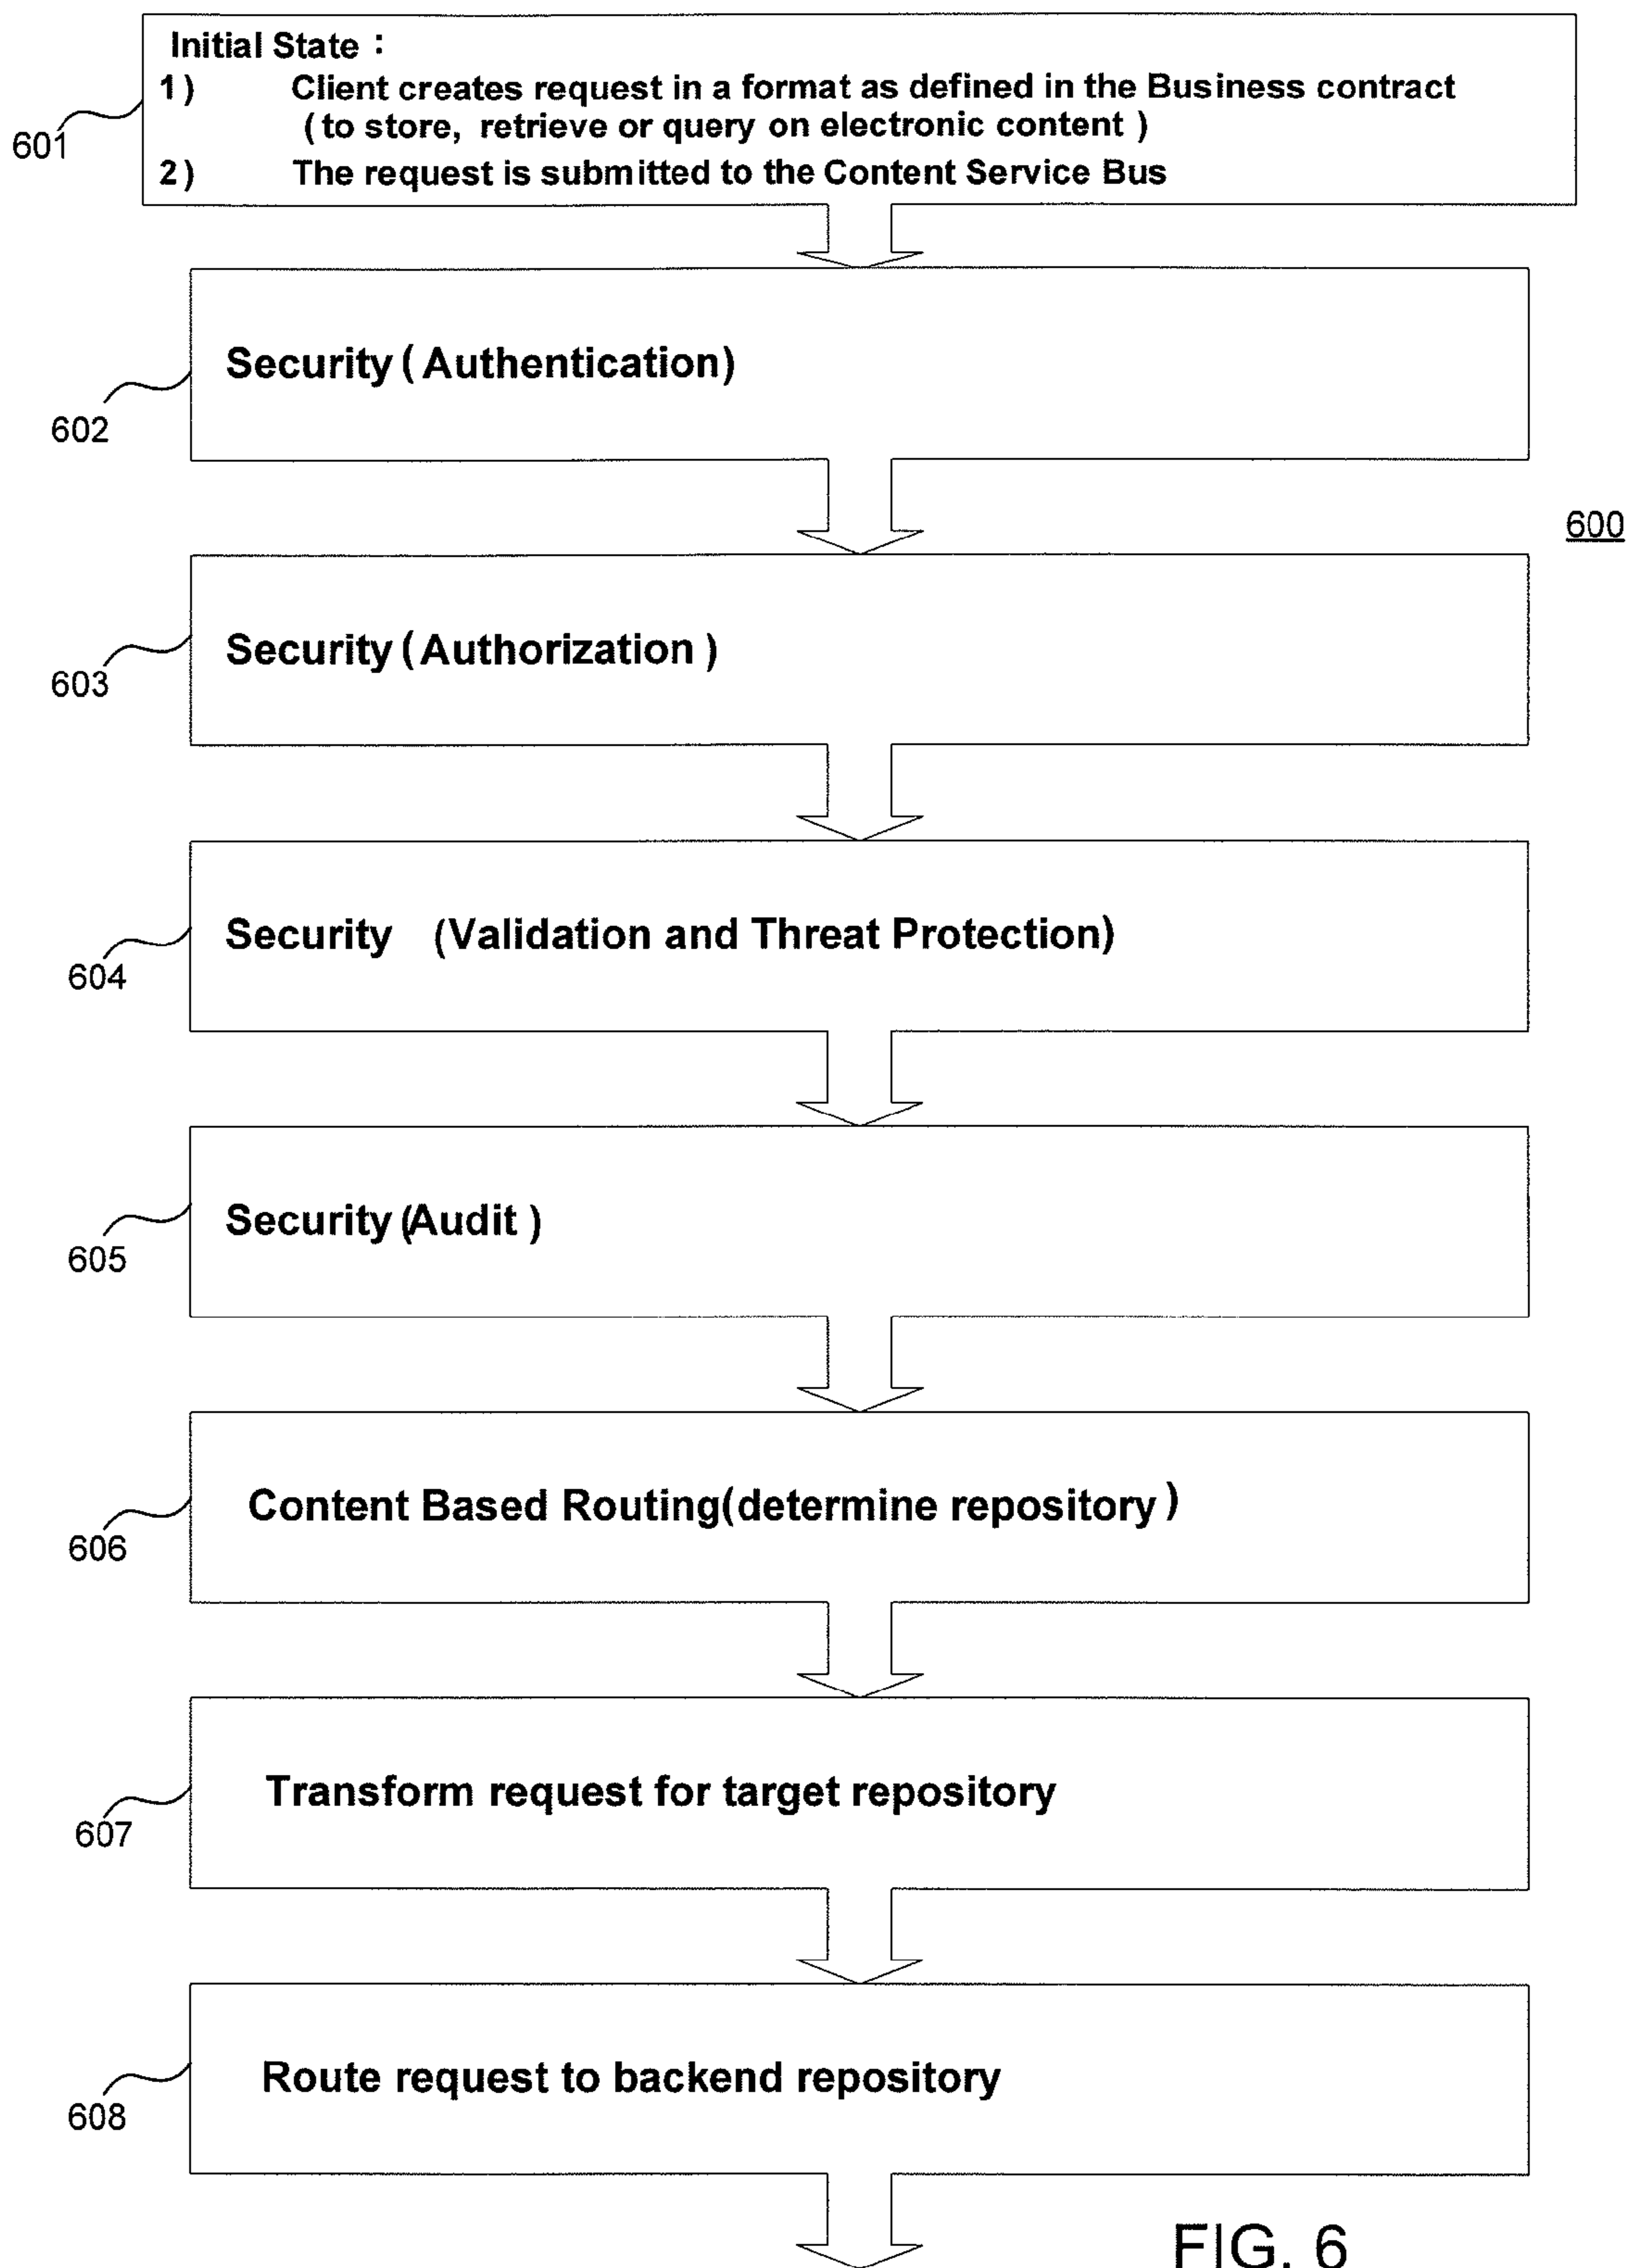 Initial State :
1) Client creates request in a format as defined in the Business contract
( to store, retrieve or query on electronic content )
2) The request is submitted to the Content Service Bus
601
Security ( Authentication)
602
600
Security ( Authorization )
603
Security (Validation and Threat Protection)
604
Security (Audit )
605
Content Based Routing(determine repository )
606
Transform request for target repository
607
Route request to backend repository
608
FIG. 6